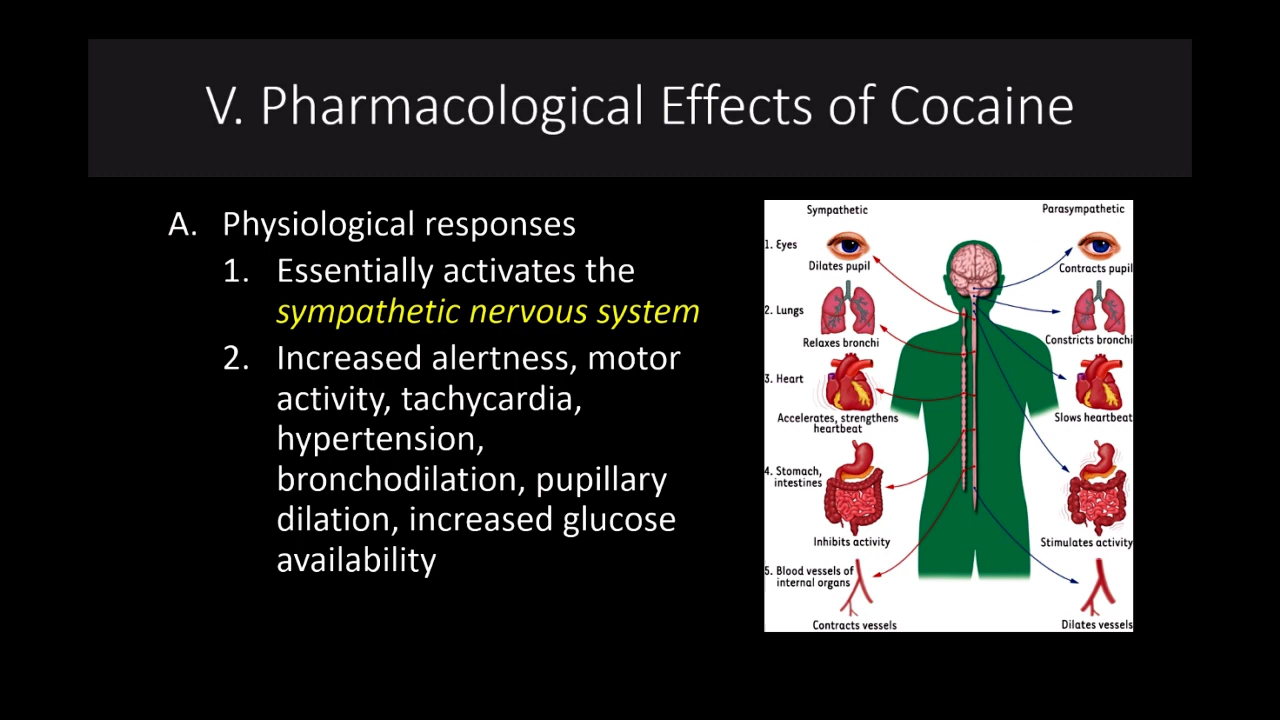 V. Pharmacological Effects of Cocaine
A. Physiological responses
1. Essentially activates the
sympathetic nervous system
2. Increased alertness, motor
activity, tachycardia,
hypertension,
bronchodilation, pupillary
dilation, increased glucose
availability
Sympathetic
Parasympathetic
1. Eyes
Dilates pupil
Contracts pupil
2. Lungs
Relaxes bronchi
Constricts bronchi
3. Heart
Accelerates, strengthens
heartbeat
Slows heartbeat
4. Stomach,
intestines
Inhibits activity
Stimulates activity
5. Blood vessels of
internal organs
Contracts vessels
Dilates vessels